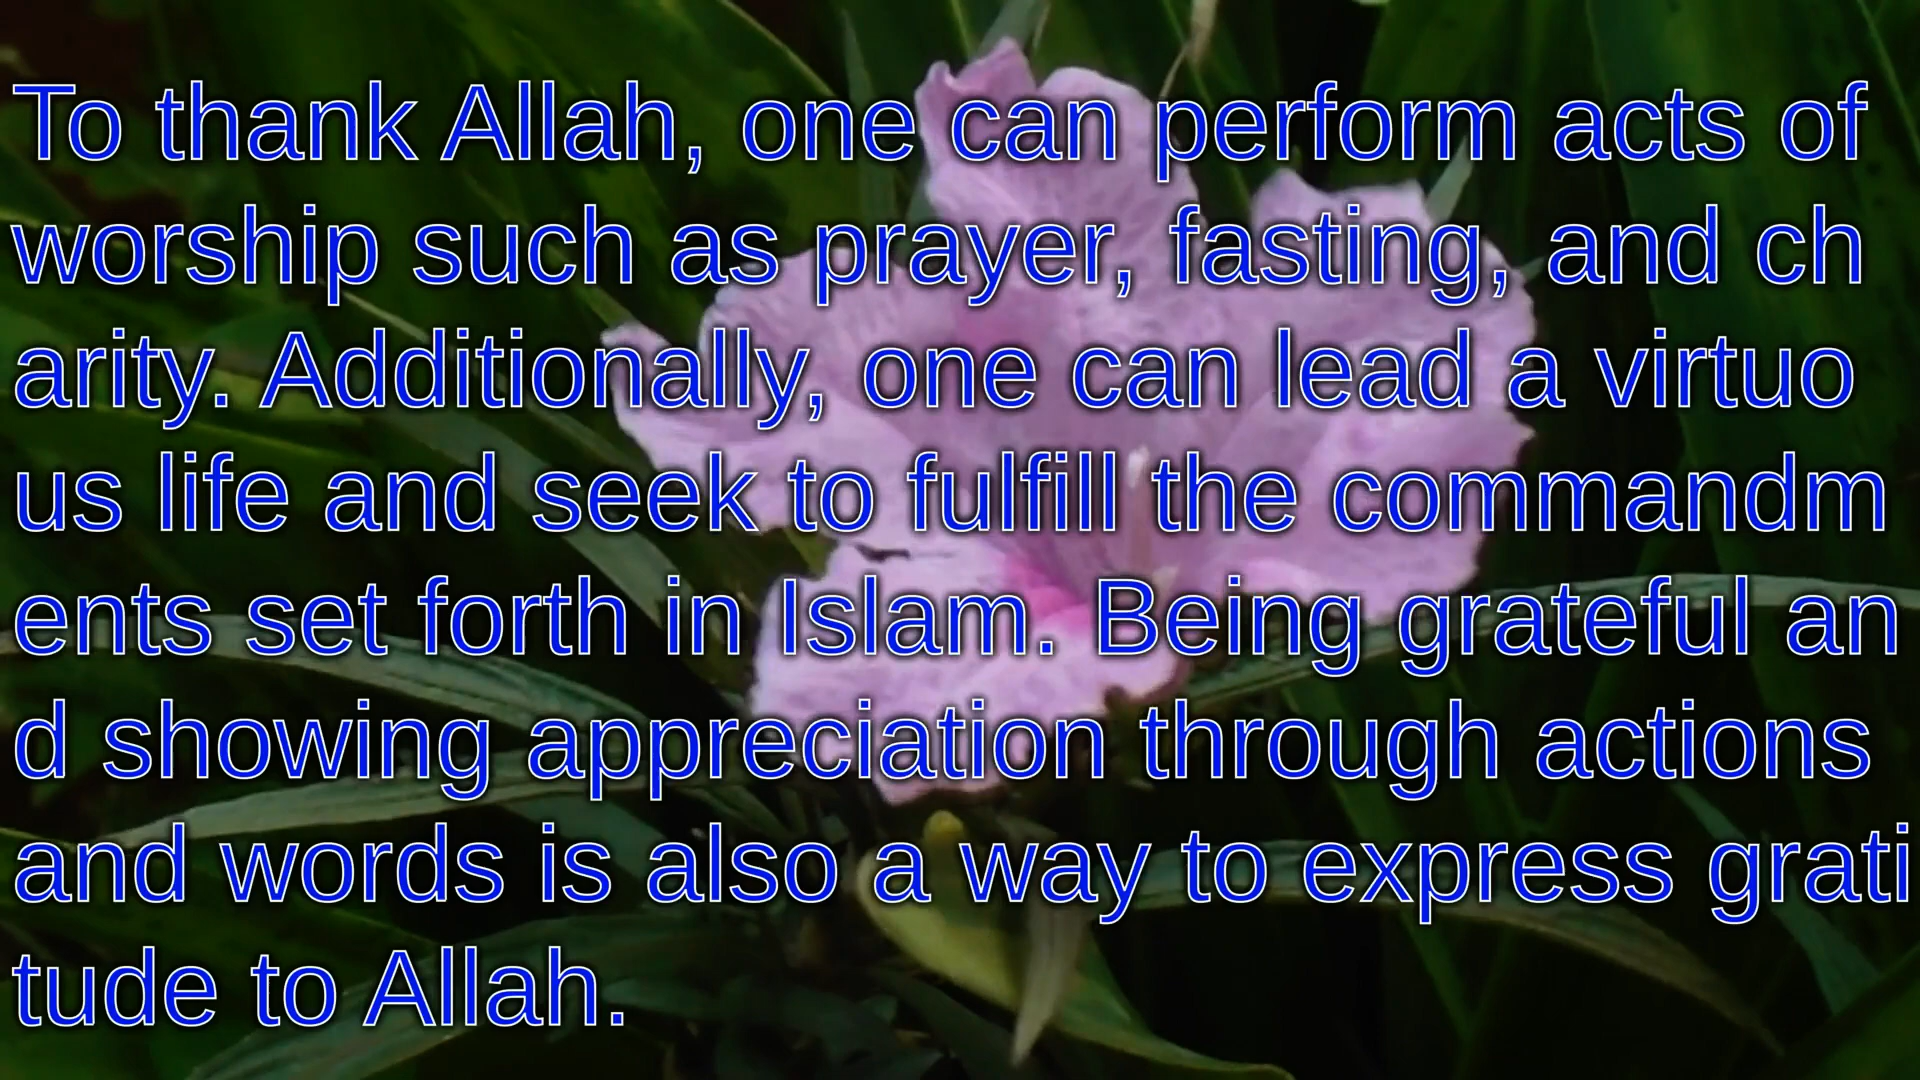 To thank Allah, one can perform acts of
worship such as prayer, fasting, and ch
arity. Additionally, one can lead a virtuo
us life and seek to fulfill the commandm
ents set forth in Islam. Being grateful an
d showing appreciation through actions
and words is also a way to express grati
tude to Allah.